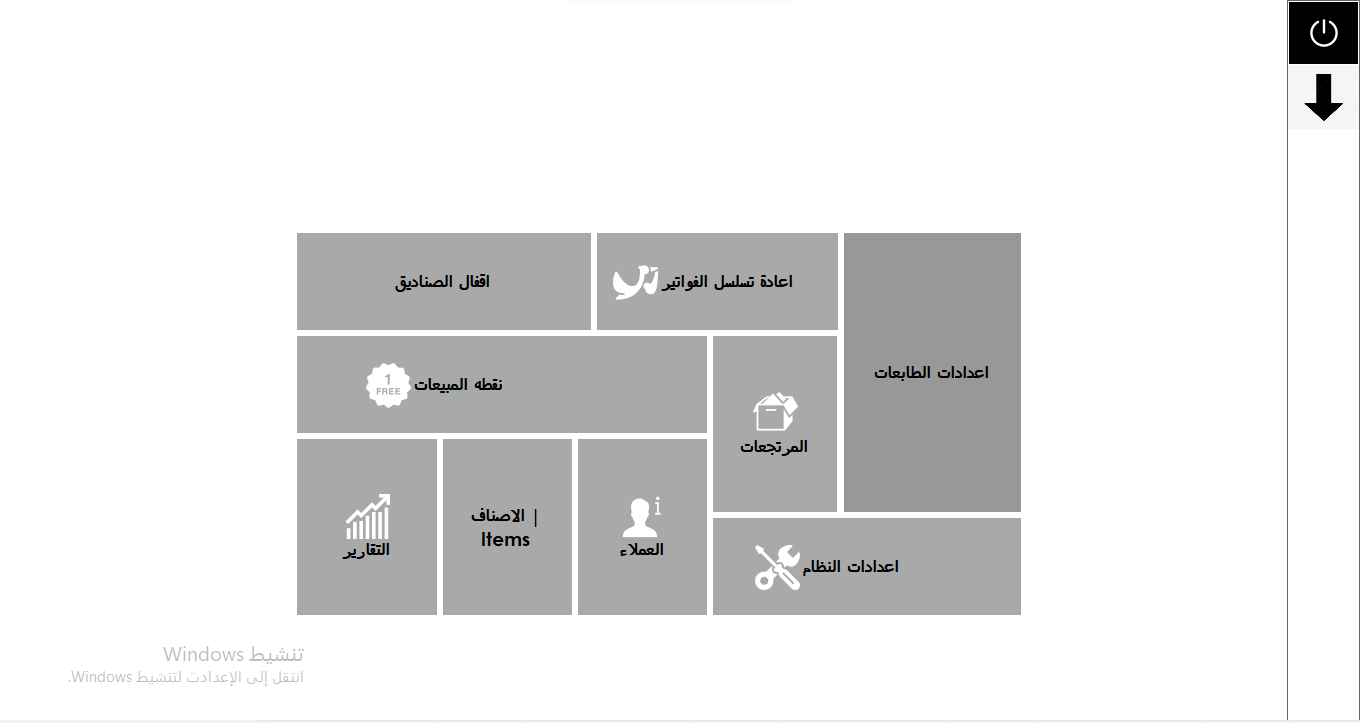 اعدادات الطابعات
اعادة تسلسل الفواتير
اقفال الصناديق
المرتجعات
نقطه المبيعات
1
FREE
اعدادات النظام
i
العملاء
الاصناف |
Items
التقارير
تنشيط Windows
انتقل إلى الإعدادت لتنشيط Windows.